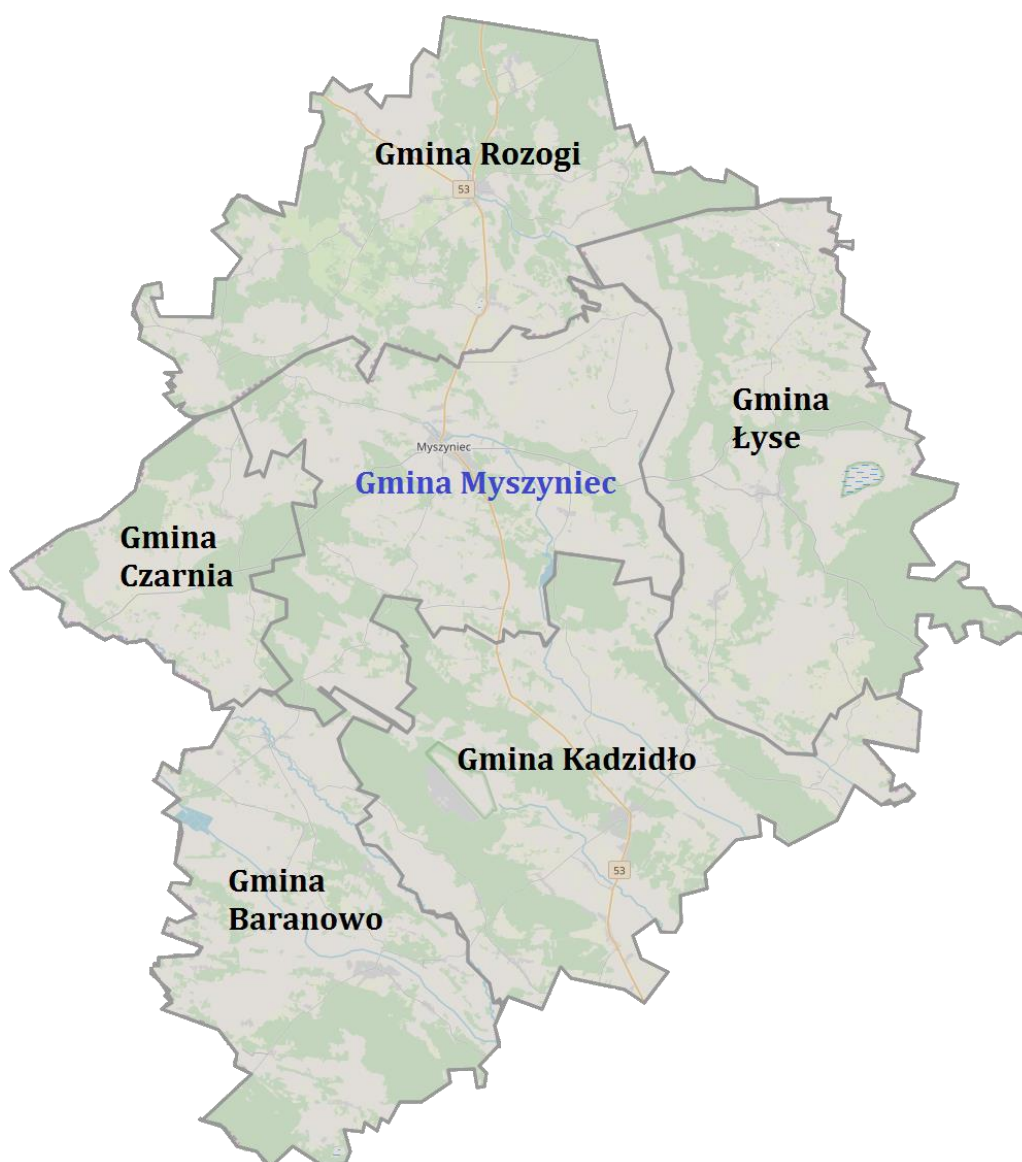 Gmina Rozogi
53
Gmina
Łyse
Myszyniec
Gmina Myszyniec
Gmina
Czarnia
Gmina Kadzidło
53
Gmina
Baranowo